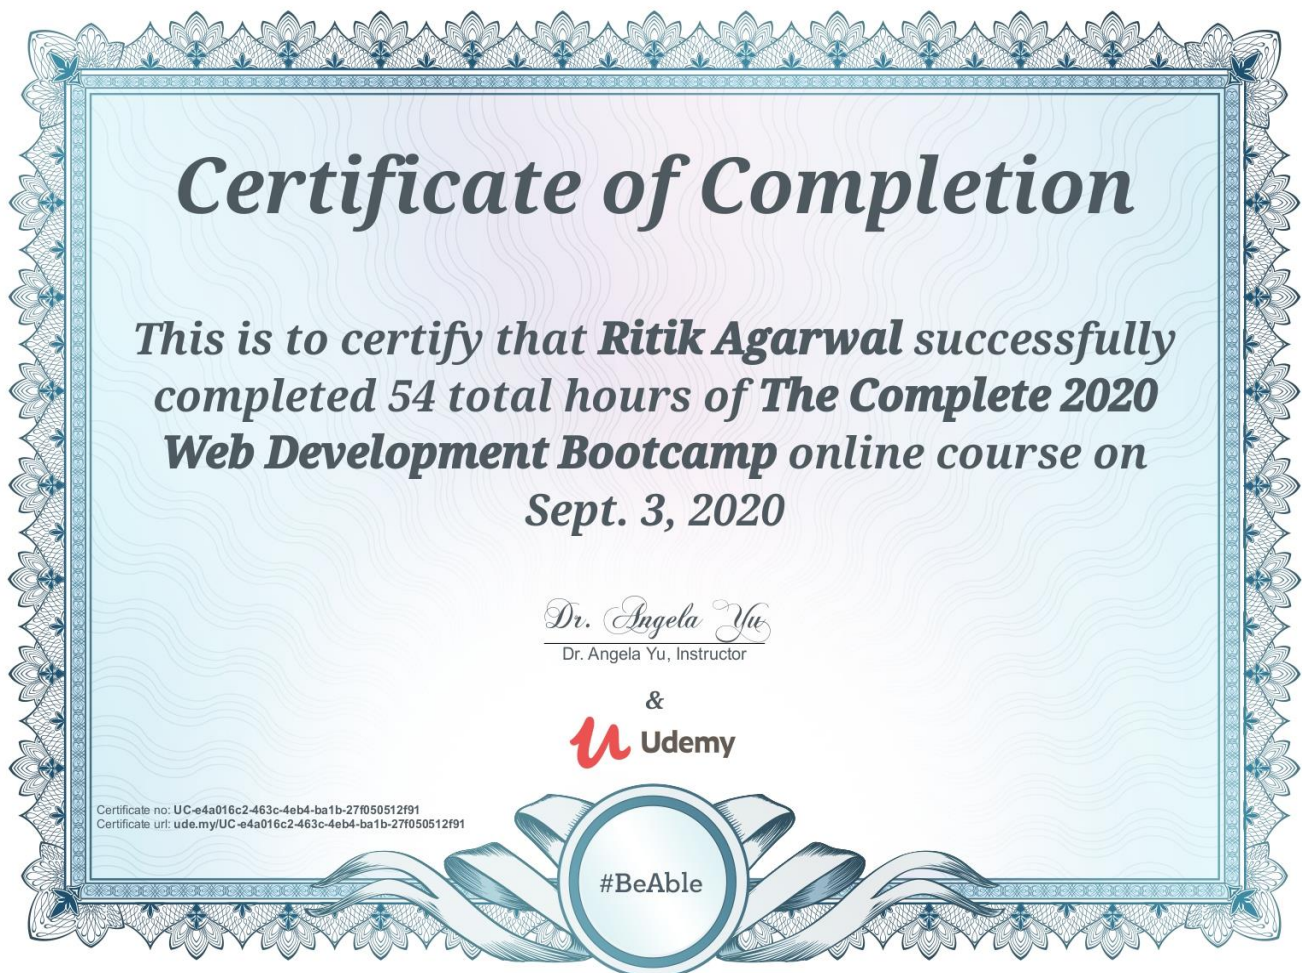 Certificate of Completion
This is to certify that Ritik Agarwal successfully
completed 54 total hours of The Complete 2020
Web Development Bootcamp online course on
Sept. 3, 2020
Dr. Angela Yu
Dr. Angela Yu, Instructor
&
Udemy
Certificate no: UC-e4a016c2-463c-4eb4-ba1b-27f050512f91
Certificate url: ude.my/UC-e4a016c2-463c-4eb4-ba1b-27f050512f91
#BeAble